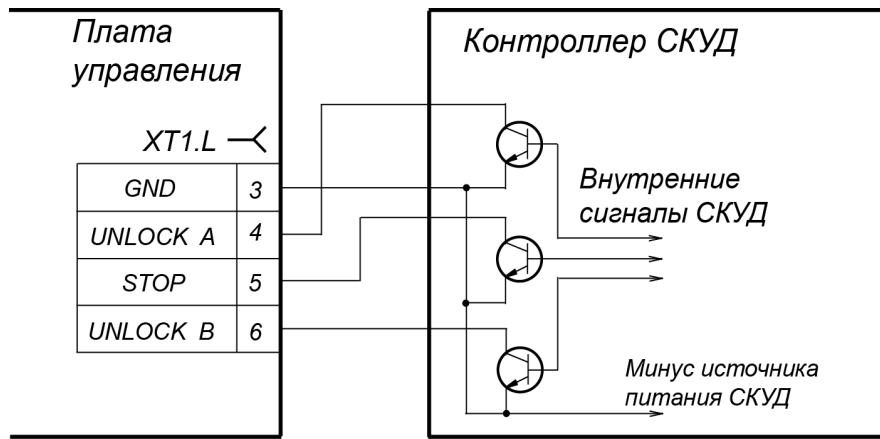 Плата
управления
Контроллер СКУД
XT1.L
GND 3
UNLOCK A 4
STOP 5
UNLOCK B 6
Внутренние
сигналы СКУД
Минус источника
питания СКУД